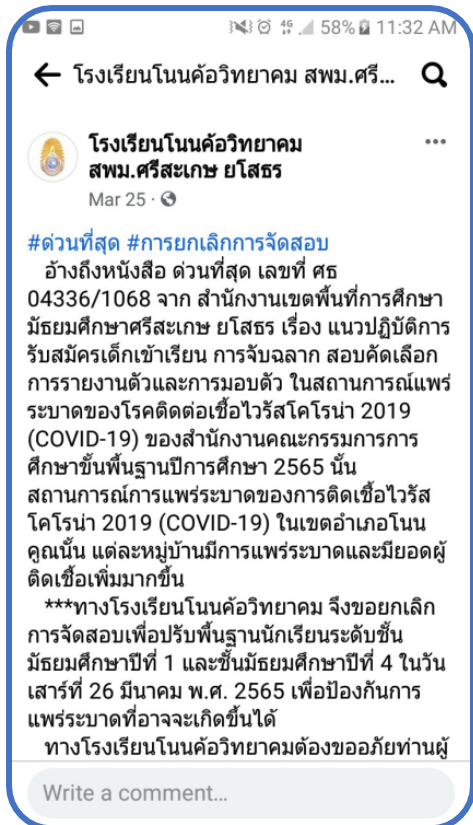 58% 11:32 AM
โรงเรียนโนนค้อวิทยาคม สพม.ศรี...
โรงเรียนโนนค้อวิทยาคม
สพม.ศรีสะเกษ ยโสธร
Mar 25 ·
#ด่วนที่สุด #การยกเลิกการจัดสอบ
อ้างถึงหนังสือ ด่วนที่สุด เลขที่ ศธ
04336/1068 จาก สำนักงานเขตพื้นที่การศึกษา
มัธยมศึกษาศรีสะเกษ ยโสธร เรื่อง แนวปฏิบัติการ
รับสมัครเด็กเข้าเรียน การจับฉลาก สอบคัดเลือก
การรายงานตัวและการมอบตัว ในสถานการณ์แพร่
ระบาดของโรคติดต่อเชื้อไวรัสโคโรน่า 2019
(COVID-19) ของสำนักงานคณะกรรมการการ
ศึกษาขั้นพื้นฐานปีการศึกษา 2565 นั้น
สถานการณ์การแพร่ระบาดของการติดเชื้อไวรัส
โคโรน่า 2019 (COVID-19) ในเขตอำเภอโนน
คูณนั้น แต่ละหมู่บ้านมีการแพร่ระบาดและมียอดผู้
ติดเชื้อเพิ่มมากขึ้น
***ทางโรงเรียนโนนค้อวิทยาคม จึงขอยกเลิก
การจัดสอบเพื่อปรับพื้นฐานนักเรียนระดับชั้น
มัธยมศึกษาปีที่ 1 และชั้นมัธยมศึกษาปีที่ 4 ในวัน
เสาร์ที่ 26 มีนาคม พ.ศ. 2565 เพื่อป้องกันการ
แพร่ระบาดที่อาจจะเกิดขึ้นได้
ทางโรงเรียนโนนค้อวิทยาคมต้องขออภัยท่านผู้
Write a comment...